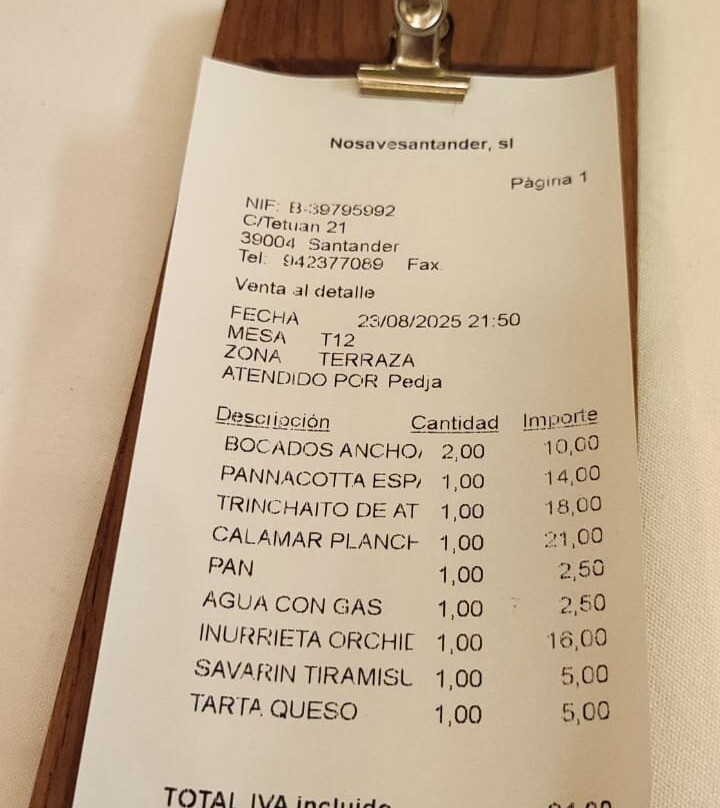 Nosavesantander, sl
Página 1
NIF: B-39795992
C/Tetuan 21
39004 Santander
Tel: 942377089 Fax
Venta al detalle
FECHA 23/08/2025 21:50
MESA T12
ZONA TERRAZA
ATENDIDO POR Pedja
Descripción Cantidad Importe
BOCADOS ANCHO 2,00 10,00
PANNACOTTA ESPA 1,00 14,00
TRINCHAITO DE AT 1,00 18,00
CALAMAR PLANCH 1,00 21,00
PAN 1,00 2,50
AGUA CON GAS 1,00 2,50
INURRIETA ORCHID 1,00 16,00
SAVARIN TIRAMISU 1,00 5,00
TARTA QUESO 1,00 5,00
TOTAL IVA incluido